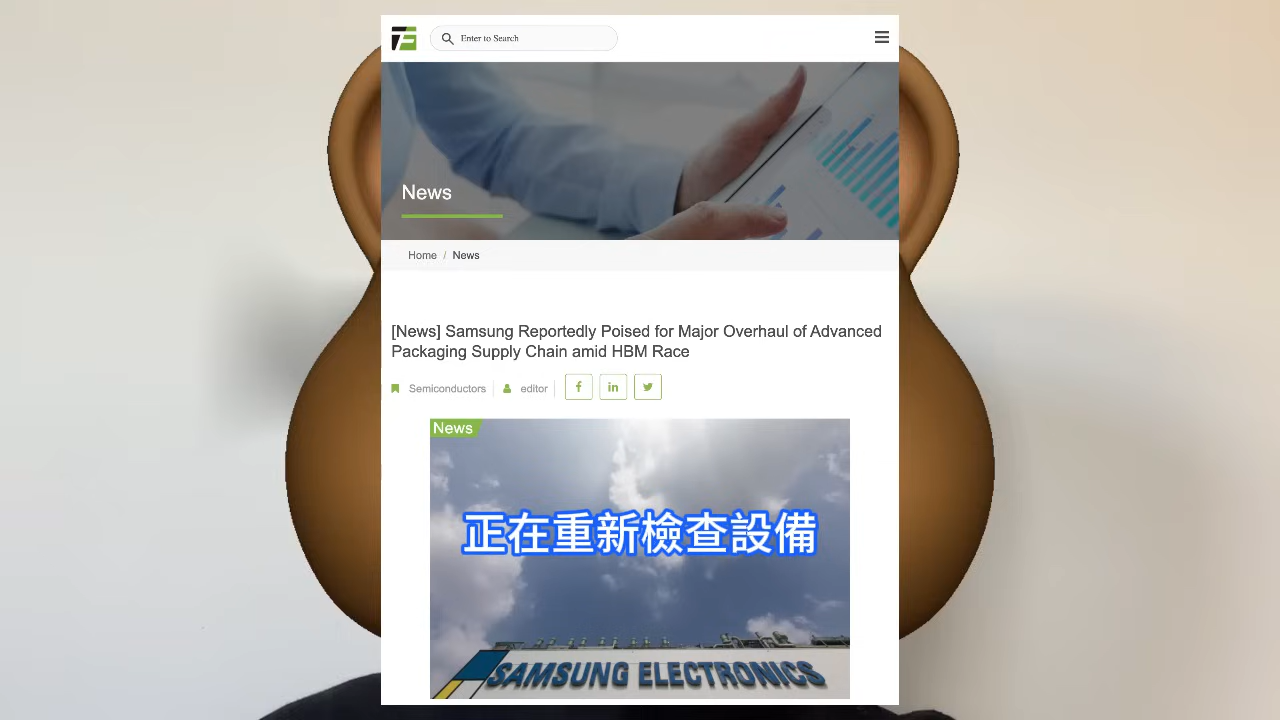 Enter to Search
News
Home / News
[News] Samsung Reportedly Poised for Major Overhaul of Advanced
Packaging Supply Chain amid HBM Race
Semiconductors
editor
News
正在重新檢查設備
SAMSUNG ELECTRONICS